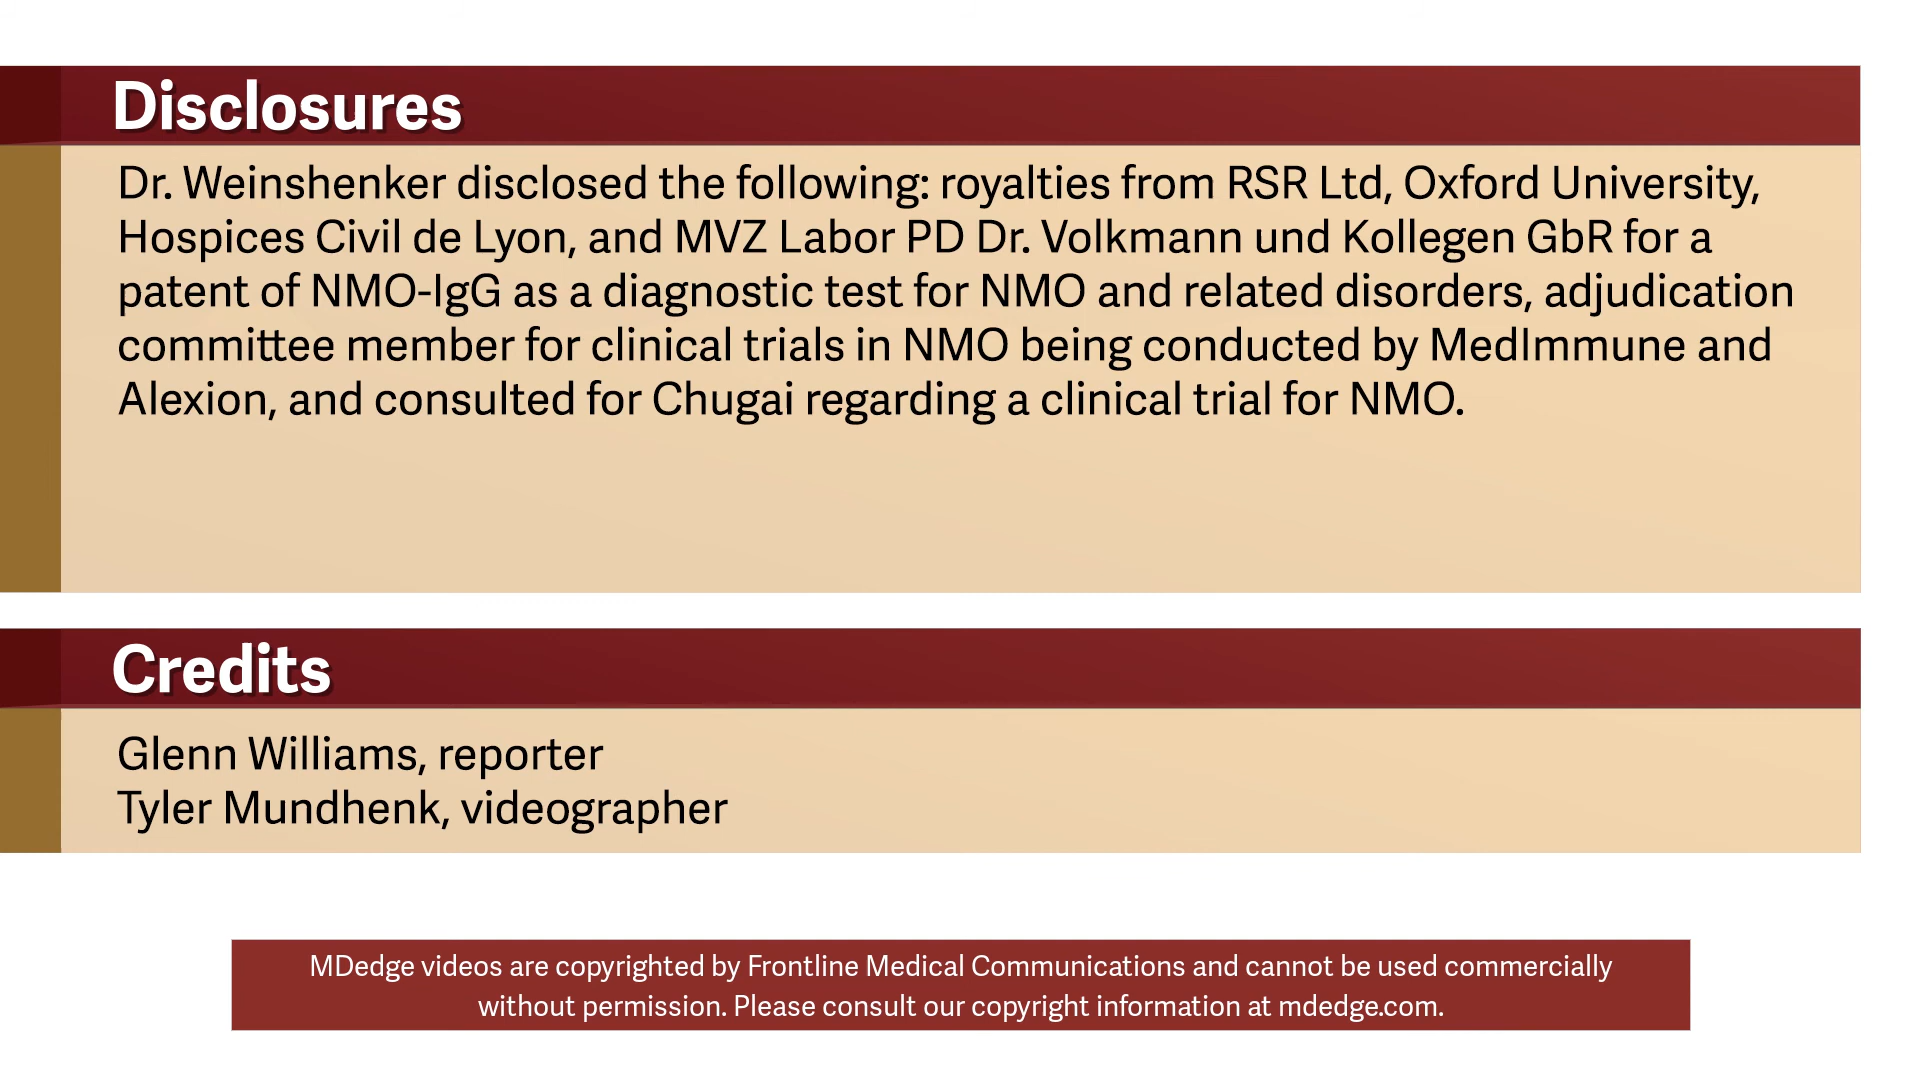 Disclosures
Dr. Weinshenker disclosed the following: royalties from RSR Ltd, Oxford University,
Hospices Civil de Lyon, and MVZ Labor PD Dr. Volkmann und Kollegen GbR for a
patent of NMO-IgG as a diagnostic test for NMO and related disorders, adjudication
committee member for clinical trials in NMO being conducted by MedImmune and
Alexion, and consulted for Chugai regarding a clinical trial for NMO.
Credits
Glenn Williams, reporter
Tyler Mundhenk, videographer
MDedge videos are copyrighted by Frontline Medical Communications and cannot be used commercially
without permission. Please consult our copyright information at mdedge.com.